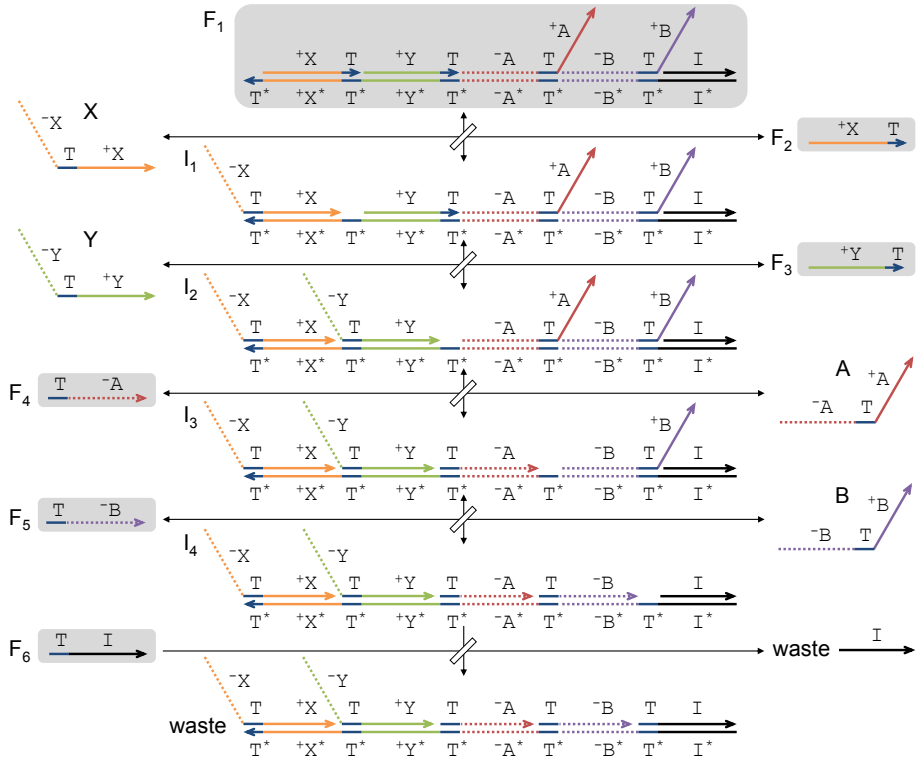 F1
+X T +Y T -A T +A -B T +B I
T* +X* T* +Y* T* -A* T* -B* T* I*
X
-X T +X
F2
+X T
I1
-X T +X +Y T -A T +A -B T +B I
T* +X* T* +Y* T* -A* T* -B* T* I*
Y
-Y T +Y
F3
+Y T
I2
-X T +X -Y T +Y -A T +A -B T +B I
T* +X* T* +Y* T* -A* T* -B* T* I*
F4
T -A
A
-A T +A
I3
-X T +X -Y T +Y T -A -B T +B I
T* +X* T* +Y* T* -A* T* -B* T* I*
F5
T -B
B
-B T +B
I4
-X T +X -Y T +Y T -A T -B I
T* +X* T* +Y* T* -A* T* -B* T* I*
F6
T I
waste I
waste
-X T +X -Y T +Y T -A T -B T I
T* +X* T* +Y* T* -A* T* -B* T* I*